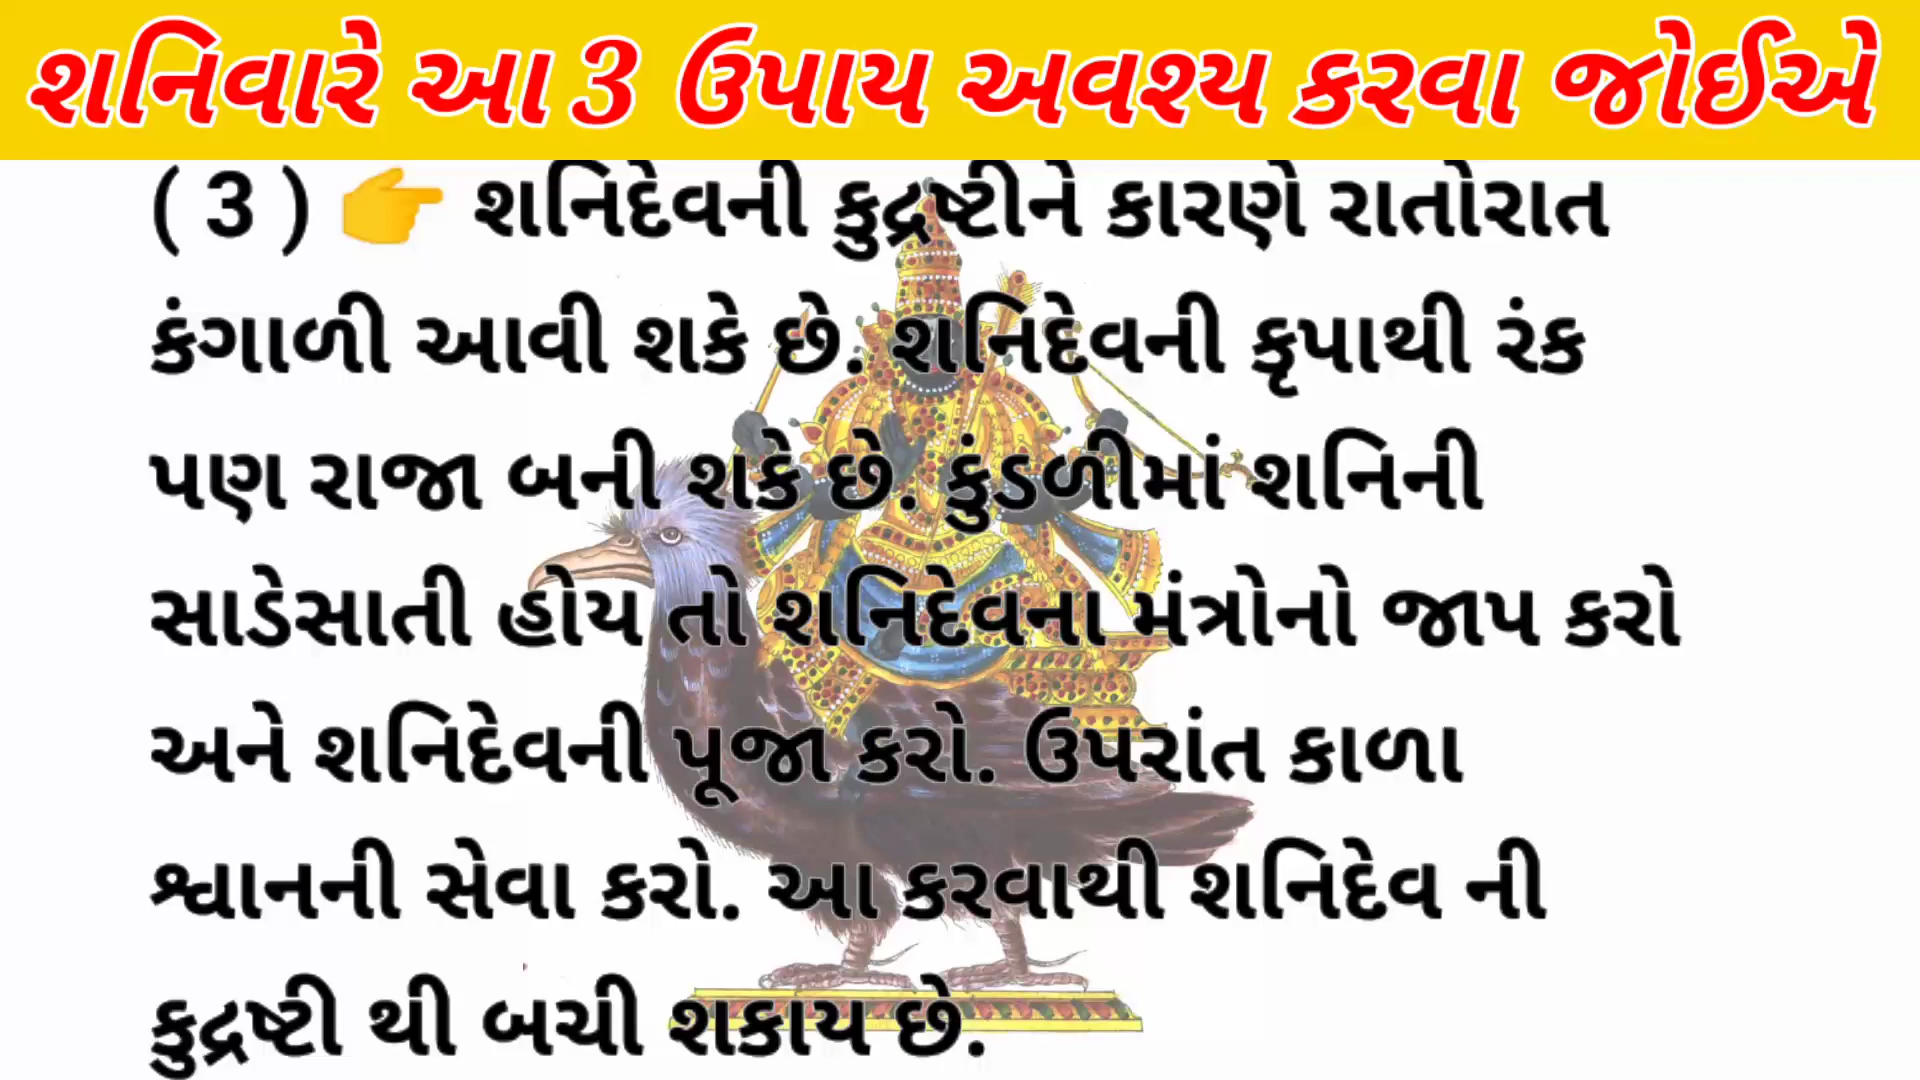 શનિવારે આ 3 ઉપાય અવશ્ય કરવા જોઈએ
( 3 ) 👉 શનિદેવની કુદ્રષ્ટીને કારણે રાતોરાત
કંગાળી આવી શકે છે. શનિદેવની કૃપાથી રંક
પણ રાજા બની શકે છે. કુંડળીમાં શનિની
સાડેસાતી હોય તો શનિદેવના મંત્રોનો જાપ કરો
અને શનિદેવની પૂજા કરો. ઉપરાંત કાળા
શ્વાનની સેવા કરો. આ કરવાથી શનિદેવ ની
કુદ્રષ્ટી થી બચી શકાય છે.